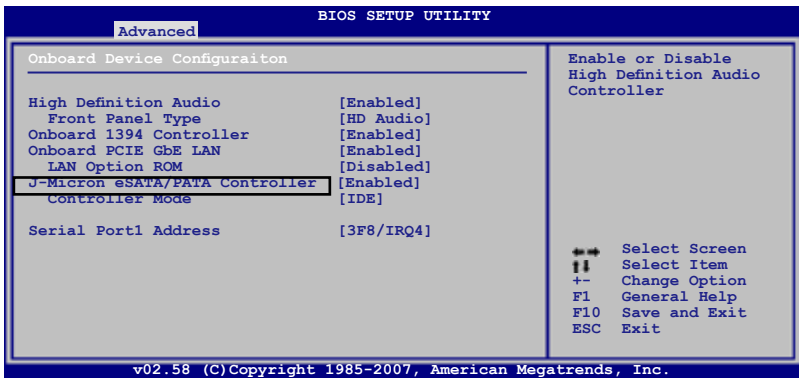 BIOS SETUP UTILITY
Advanced
Onboard Device Configuraiton
High Definition Audio [Enabled]
Front Panel Type [HD Audio]
Onboard 1394 Controller [Enabled]
Onboard PCIE GbE LAN [Enabled]
LAN Option ROM [Disabled]
J-Micron eSATA/PATA Controller [Enabled]
Controller Mode [IDE]
Serial Port1 Address [3F8/IRQ4]
Enable or Disable
High Definition Audio
Controller
←→ Select Screen
↑↓ Select Item
+- Change Option
F1 General Help
F10 Save and Exit
ESC Exit
v02.58 (C)Copyright 1985-2007, American Megatrends, Inc.